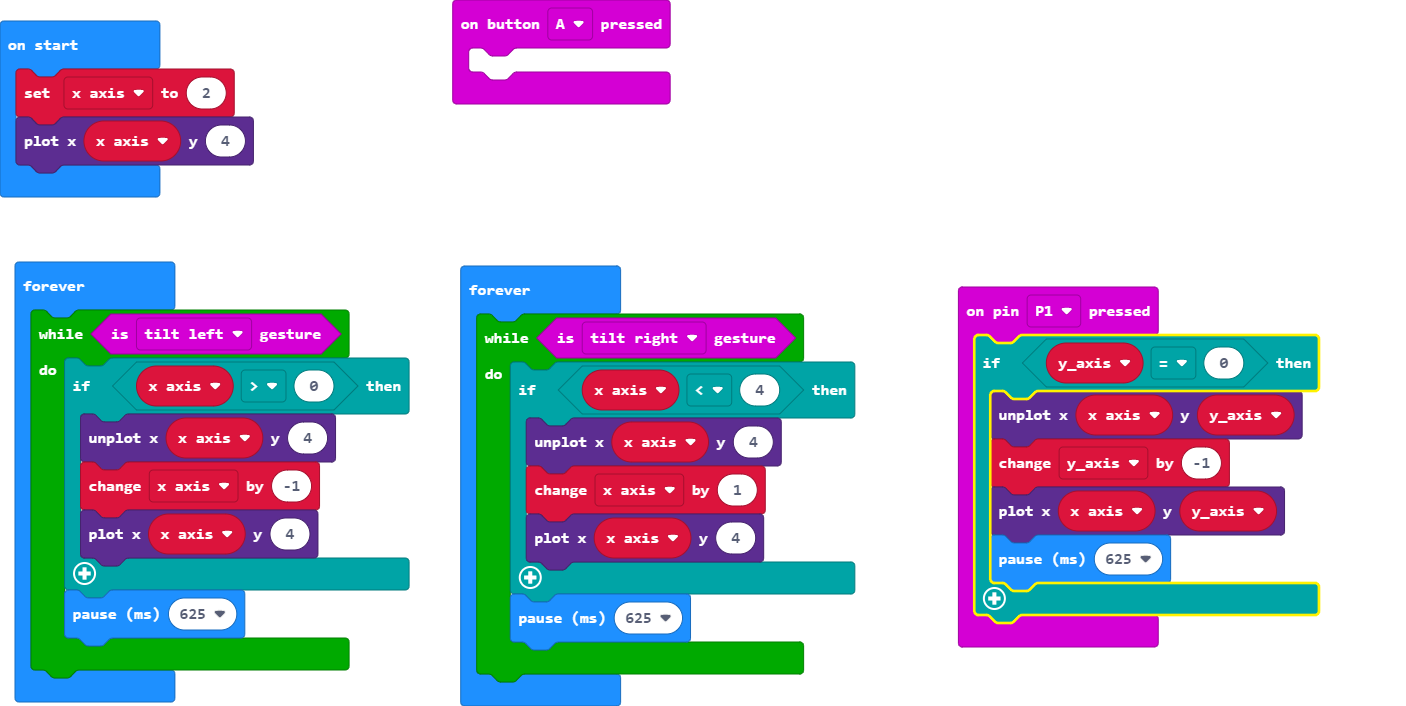 on start
set x axis to 2
plot x x axis y 4
on button A pressed
forever
while is tilt left gesture
do
if x axis > 0 then
unplot x x axis y 4
change x axis by -1
plot x x axis y 4
pause (ms) 625
forever
while is tilt right gesture
do
if x axis < 4 then
unplot x x axis y 4
change x axis by 1
plot x x axis y 4
pause (ms) 625
on pin P1 pressed
if y_axis = 0 then
unplot x x axis y y_axis
change y_axis by -1
plot x x axis y y_axis
pause (ms) 625